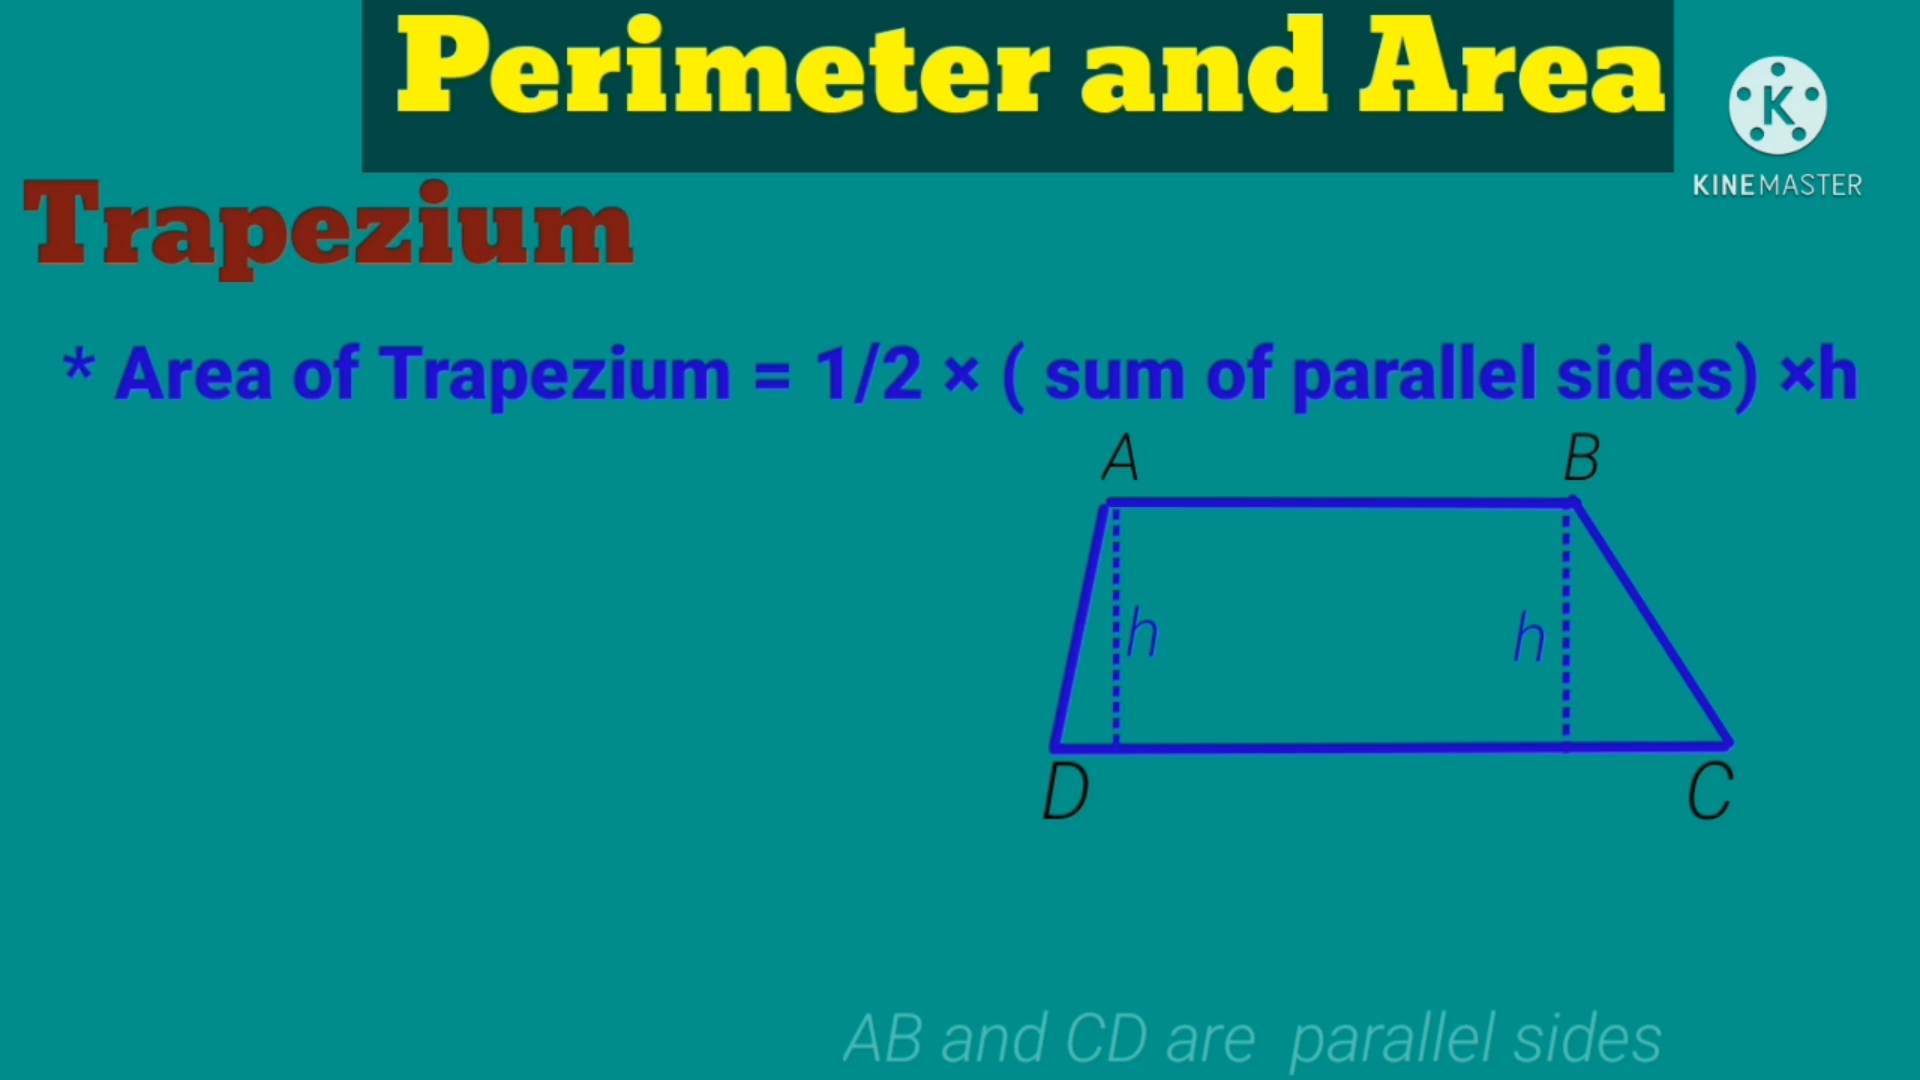 Perimeter and Area
K
KINEMASTER
Trapezium
* Area of Trapezium = 1/2 × ( sum of parallel sides) ×h
A B
h h
D C
AB and CD are parallel sides